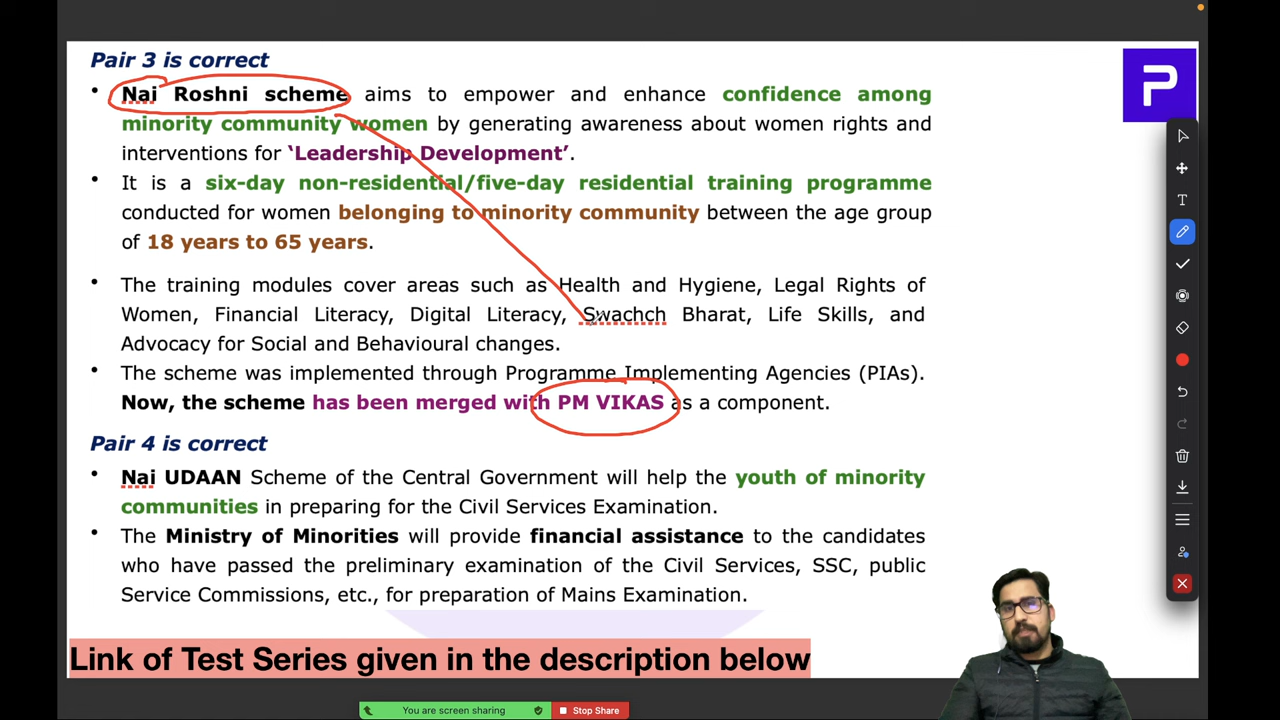 Pair 3 is correct
• Nai Roshni scheme aims to empower and enhance confidence among
minority community women by generating awareness about women rights and
interventions for ‘Leadership Development’.
• It is a six-day non-residential/five-day residential training programme
conducted for women belonging to minority community between the age group
of 18 years to 65 years.
• The training modules cover areas such as Health and Hygiene, Legal Rights of
Women, Financial Literacy, Digital Literacy, Swachch Bharat, Life Skills, and
Advocacy for Social and Behavioural changes.
• The scheme was implemented through Programme Implementing Agencies (PIAs).
Now, the scheme has been merged with PM VIKAS as a component.
Pair 4 is correct
• Nai UDAAN Scheme of the Central Government will help the youth of minority
communities in preparing for the Civil Services Examination.
• The Ministry of Minorities will provide financial assistance to the candidates
who have passed the preliminary examination of the Civil Services, SSC, public
Service Commissions, etc., for preparation of Mains Examination.
Link of Test Series given in the description below
You are screen sharing
Stop Share
P
T